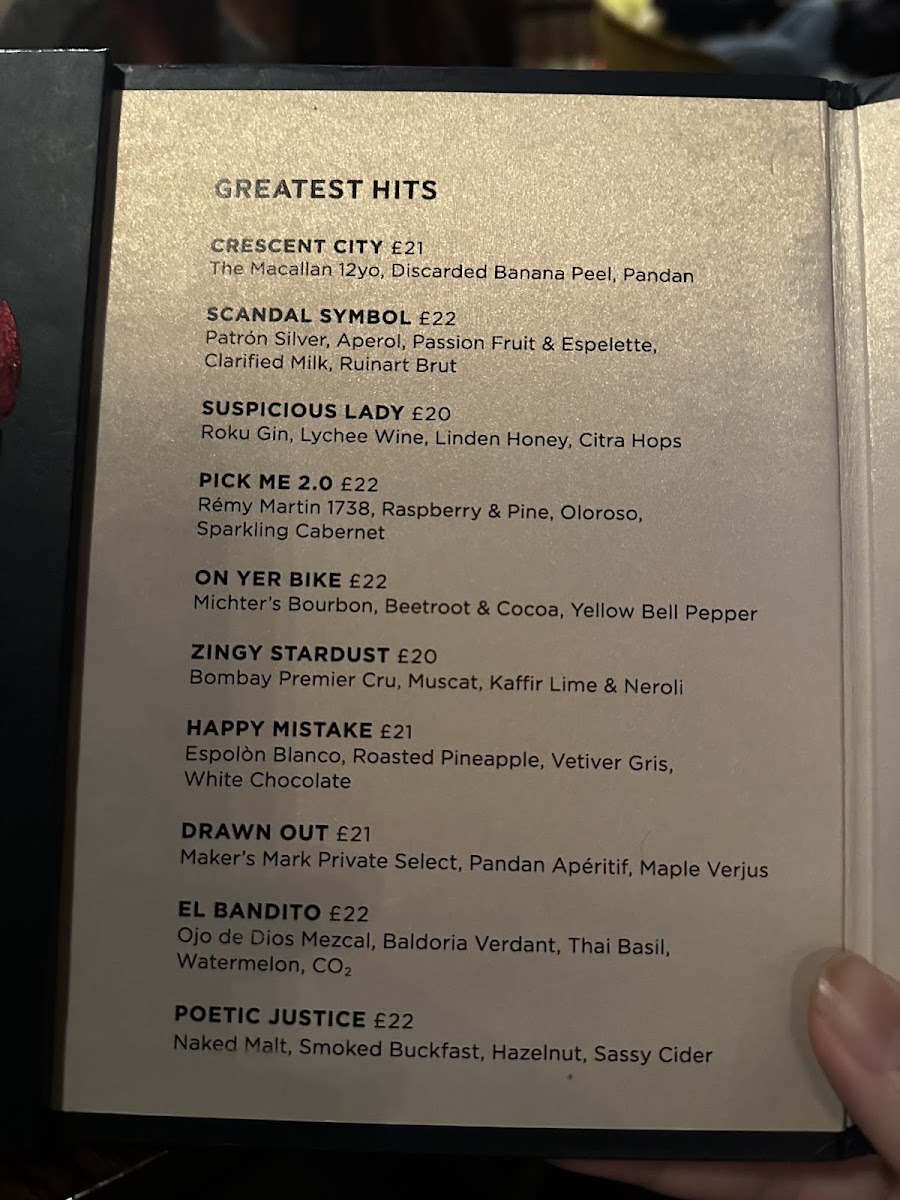 GREATEST HITS
CRESCENT CITY £21
The Macallan 12yo, Discarded Banana Peel, Pandan
SCANDAL SYMBOL £22
Patrón Silver, Aperol, Passion Fruit & Espelette,
Clarified Milk, Ruinart Brut
SUSPICIOUS LADY £20
Roku Gin, Lychee Wine, Linden Honey, Citra Hops
PICK ME 2.0 £22
Rémy Martin 1738, Raspberry & Pine, Oloroso,
Sparkling Cabernet
ON YER BIKE £22
Michter's Bourbon, Beetroot & Cocoa, Yellow Bell Pepper
ZINGY STARDUST £20
Bombay Premier Cru, Muscat, Kaffir Lime & Neroli
HAPPY MISTAKE £21
Espolòn Blanco, Roasted Pineapple, Vetiver Gris,
White Chocolate
DRAWN OUT £21
Maker's Mark Private Select, Pandan Apéritif, Maple Verjus
EL BANDITO £22
Ojo de Dios Mezcal, Baldoria Verdant, Thai Basil,
Watermelon, CO₂
POETIC JUSTICE £22
Naked Malt, Smoked Buckfast, Hazelnut, Sassy Cider